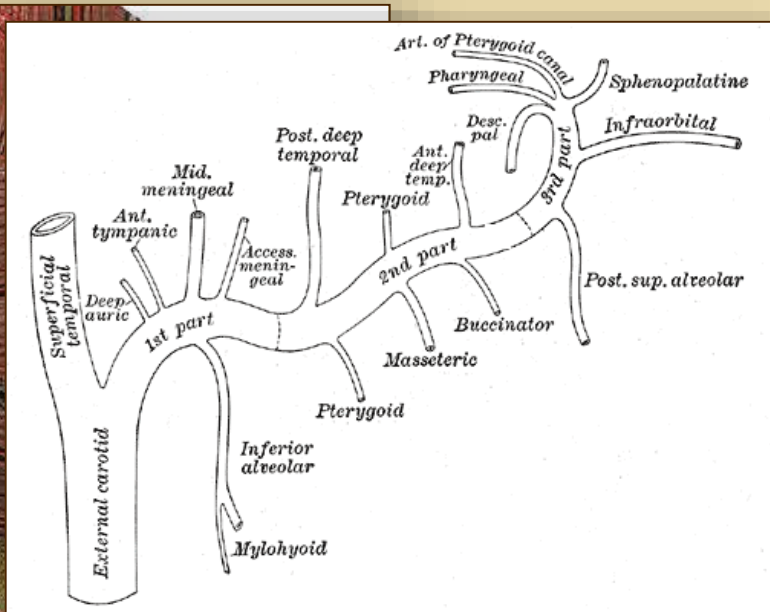 Art. of Pterygoid canal
Pharyngeal
Sphenopalatine
Desc.
pal
Infraorbital
3rd part
Post. deep
temporal
Ant.
deep
temp.
Mid.
meningeal
Pterygoid
Ant.
tympanic
Access.
menin-
geal
2nd part
Post. sup. alveolar
Deep
auric.
1st part
Superficial
temporal
Buccinator
Masseteric
Pterygoid
Inferior
alveolar
External carotid
Mylohyoid